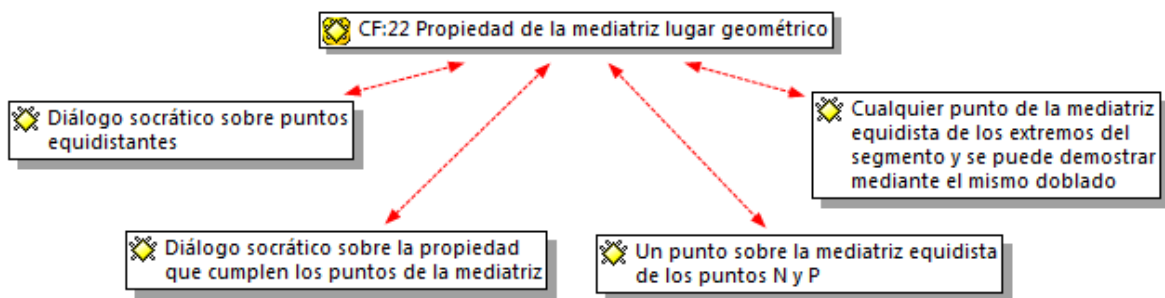 CF:22 Propiedad de la mediatriz lugar geométrico
Diálogo socrático sobre puntos
equidistantes
Cualquier punto de la mediatriz
equidista de los extremos del
segmento y se puede demostrar
mediante el mismo doblado
Diálogo socrático sobre la propiedad
que cumplen los puntos de la mediatriz
Un punto sobre la mediatriz equidista
de los puntos N y P